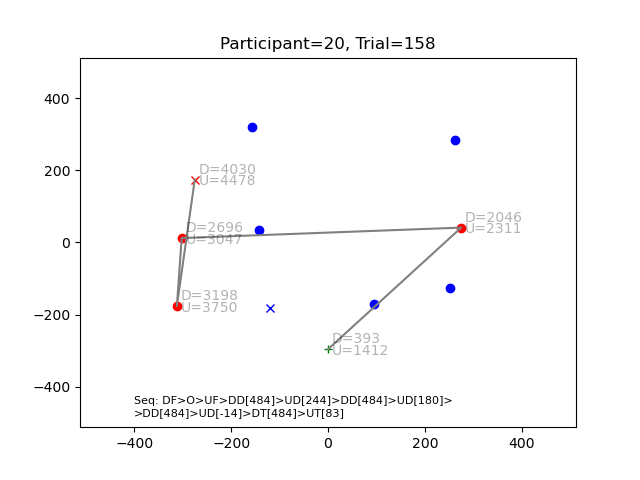 Participant=20, Trial=158
400
200
0
−200
−400
D=4030
U=4478
D=2696
U=3047
D=2046
U=2311
D=3198
U=3750
D=393
U=1412
Seq: DF>O>UF>DD[484]>UD[244]>DD[484]>UD[180]>
>DD[484]>UD[-14]>DT[484]>UT[83]
−400 −200 0 200 400